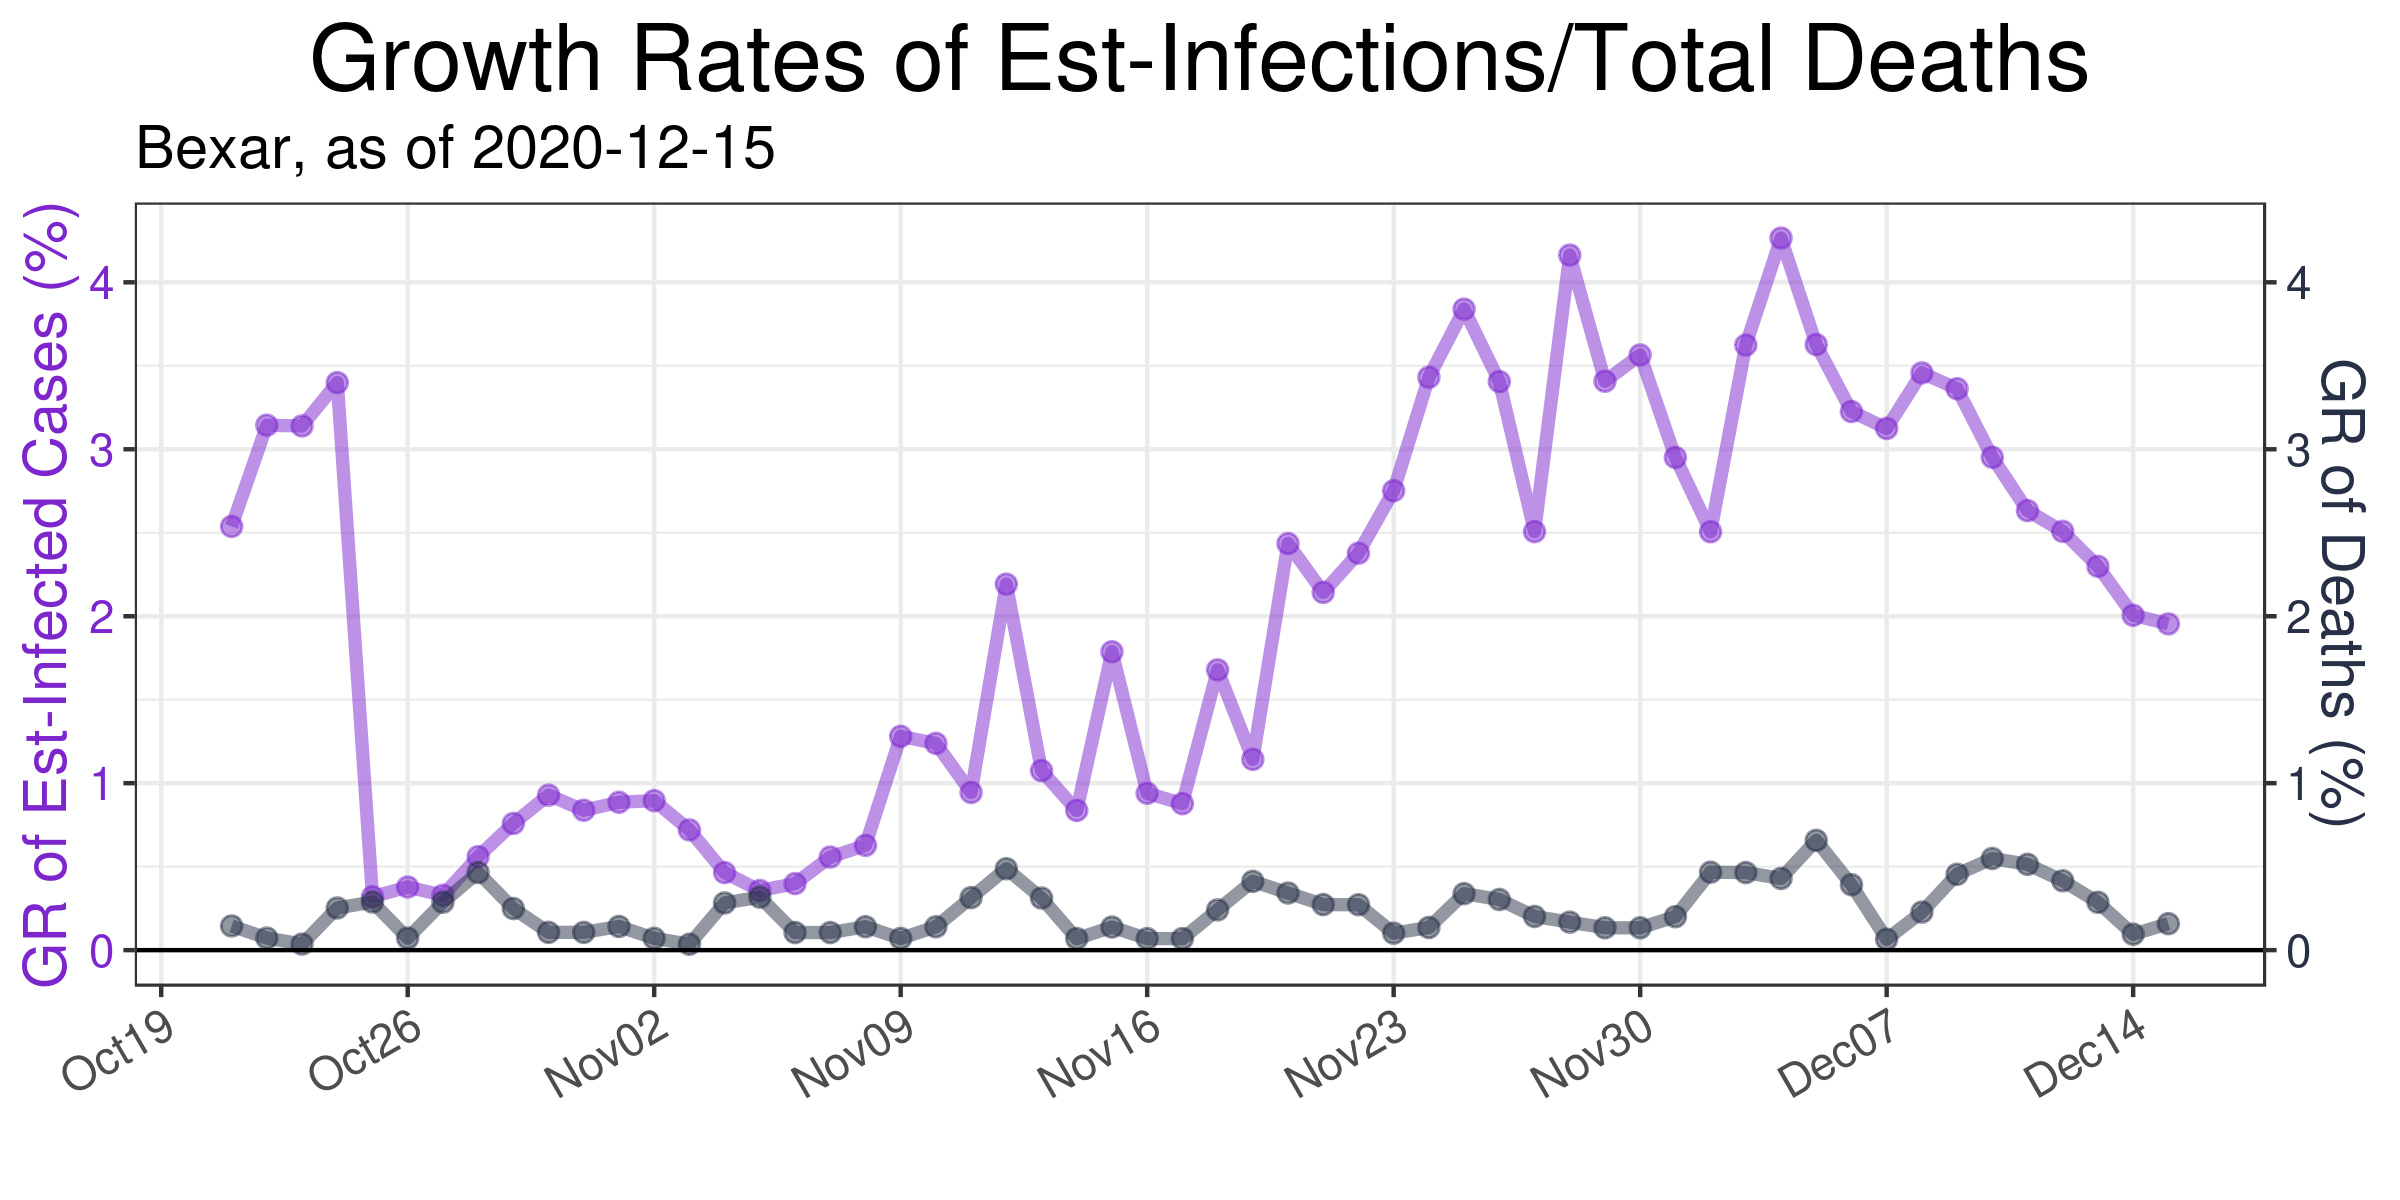 Growth Rates of Est-Infections/Total Deaths
Bexar, as of 2020-12-15
GR of Est-Infected Cases (%)
4
3
2
1
0
4
3
2
1
0
GR of Deaths (%)
Oct19
Oct26
Nov02
Nov09
Nov16
Nov23
Nov30
Dec07
Dec14